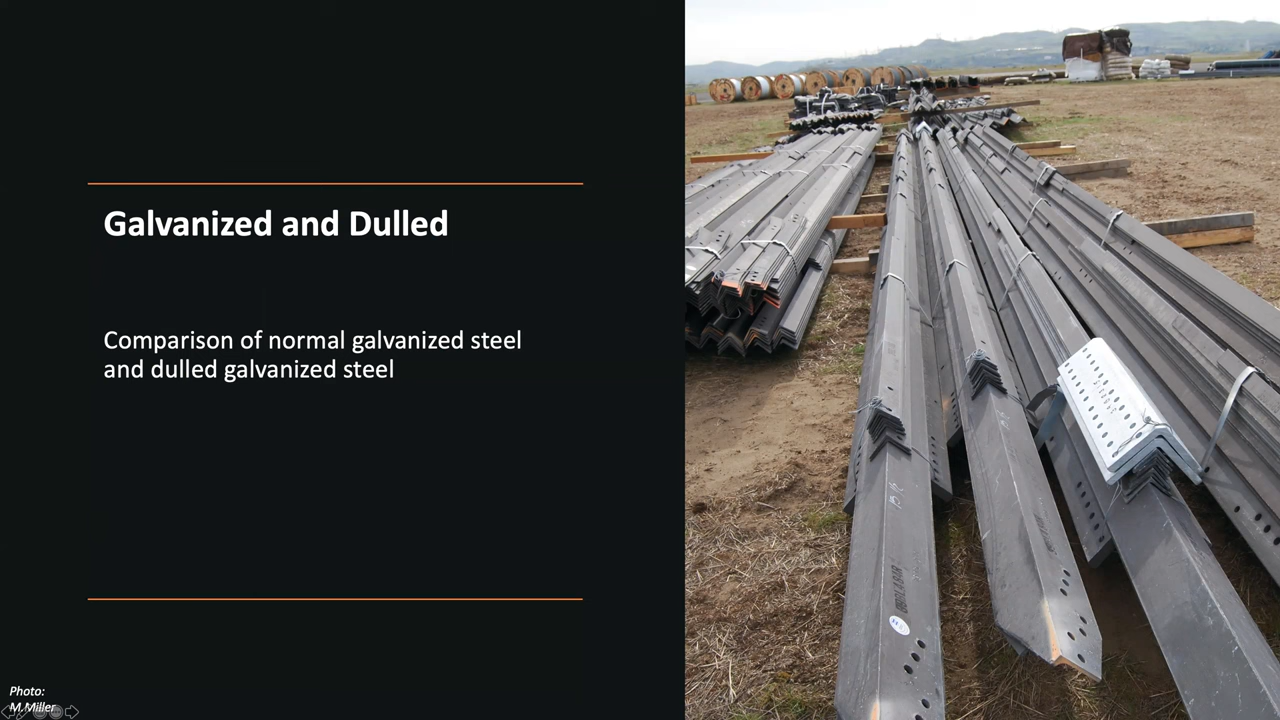 Galvanized and Dulled
Comparison of normal galvanized steel
and dulled galvanized steel
Photo:
M.Miller